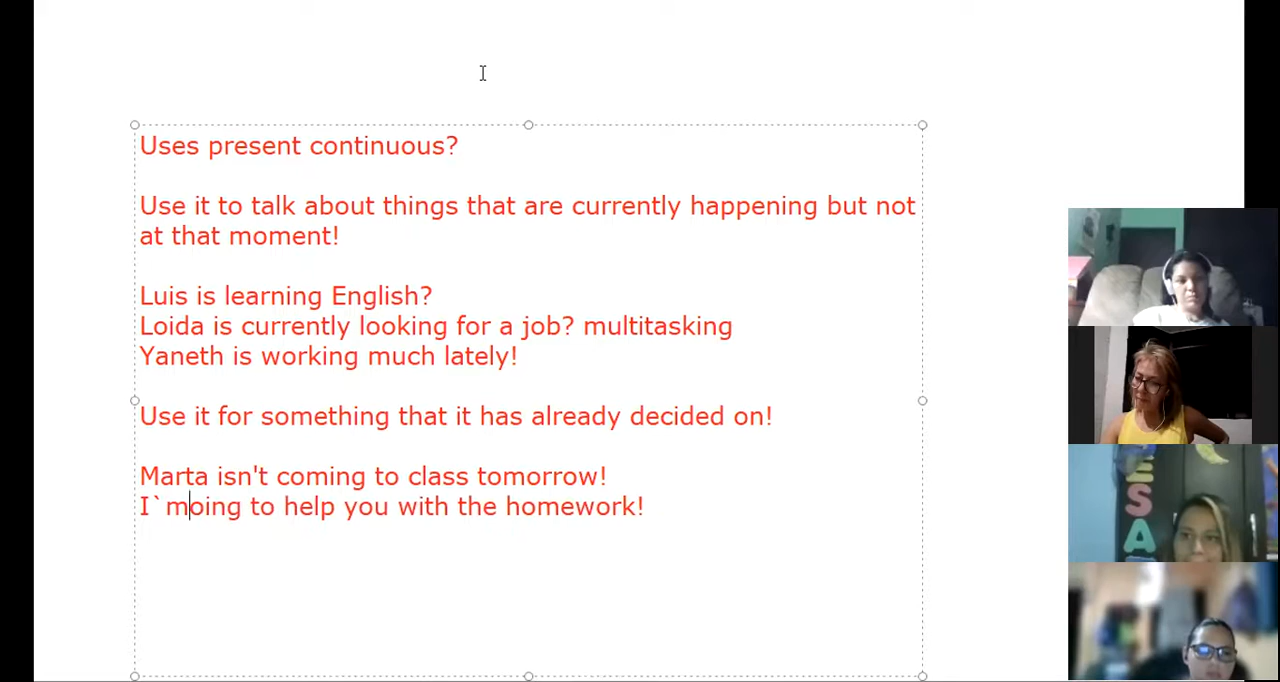 Uses present continuous?
Use it to talk about things that are currently happening but not
at that moment!
Luis is learning English?
Loida is currently looking for a job? multitasking
Yaneth is working much lately!
Use it for something that it has already decided on!
Marta isn't coming to class tomorrow!
I`moing to help you with the homework!
ESA